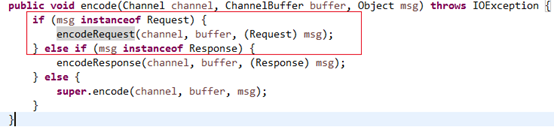 public void encode(Channel channel, ChannelBuffer buffer, Object msg) throws IOException {
if (msg instanceof Request) {
encodeRequest(channel, buffer, (Request) msg);
} else if (msg instanceof Response) {
encodeResponse(channel, buffer, (Response) msg);
} else {
super.encode(channel, buffer, msg);
}
}